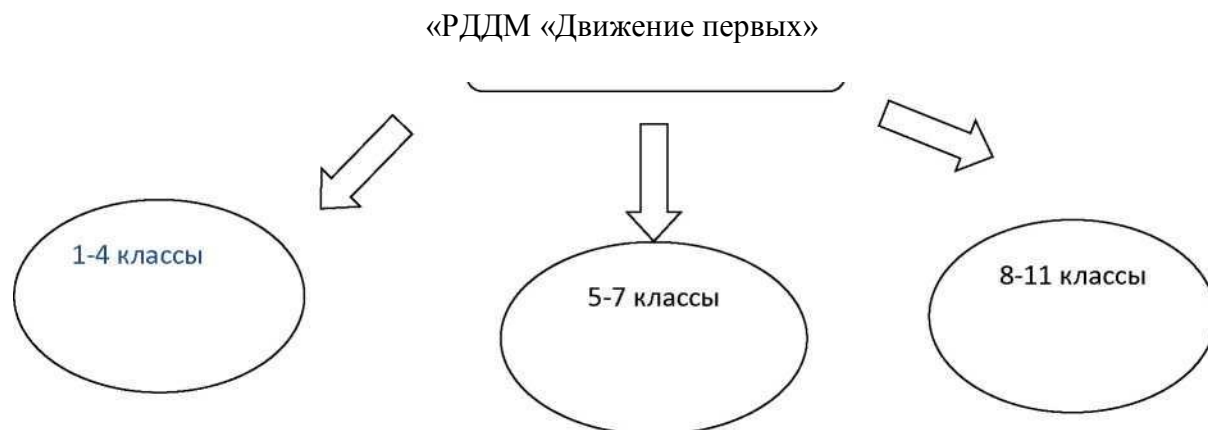 «РДДМ «Движение первых»
1-4 классы
5-7 классы
8-11 классы